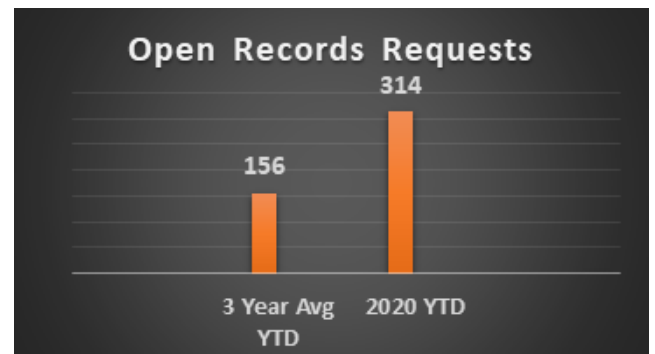 Open Records Requests
314
156
3 Year Avg
YTD
2020 YTD